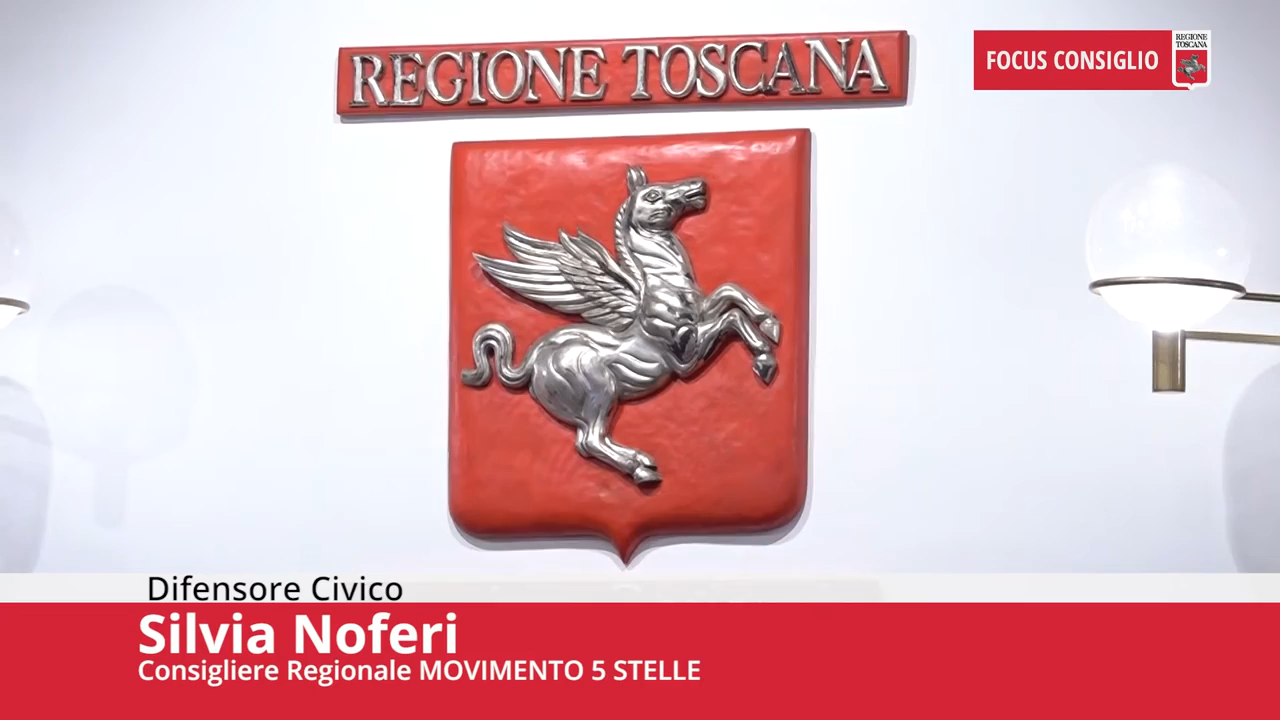 REGIONE TOSCANA
FOCUS CONSIGLIO
REGIONE
TOSCANA
Difensore Civico
Silvia Noferi
Consigliere Regionale MOVIMENTO 5 STELLE